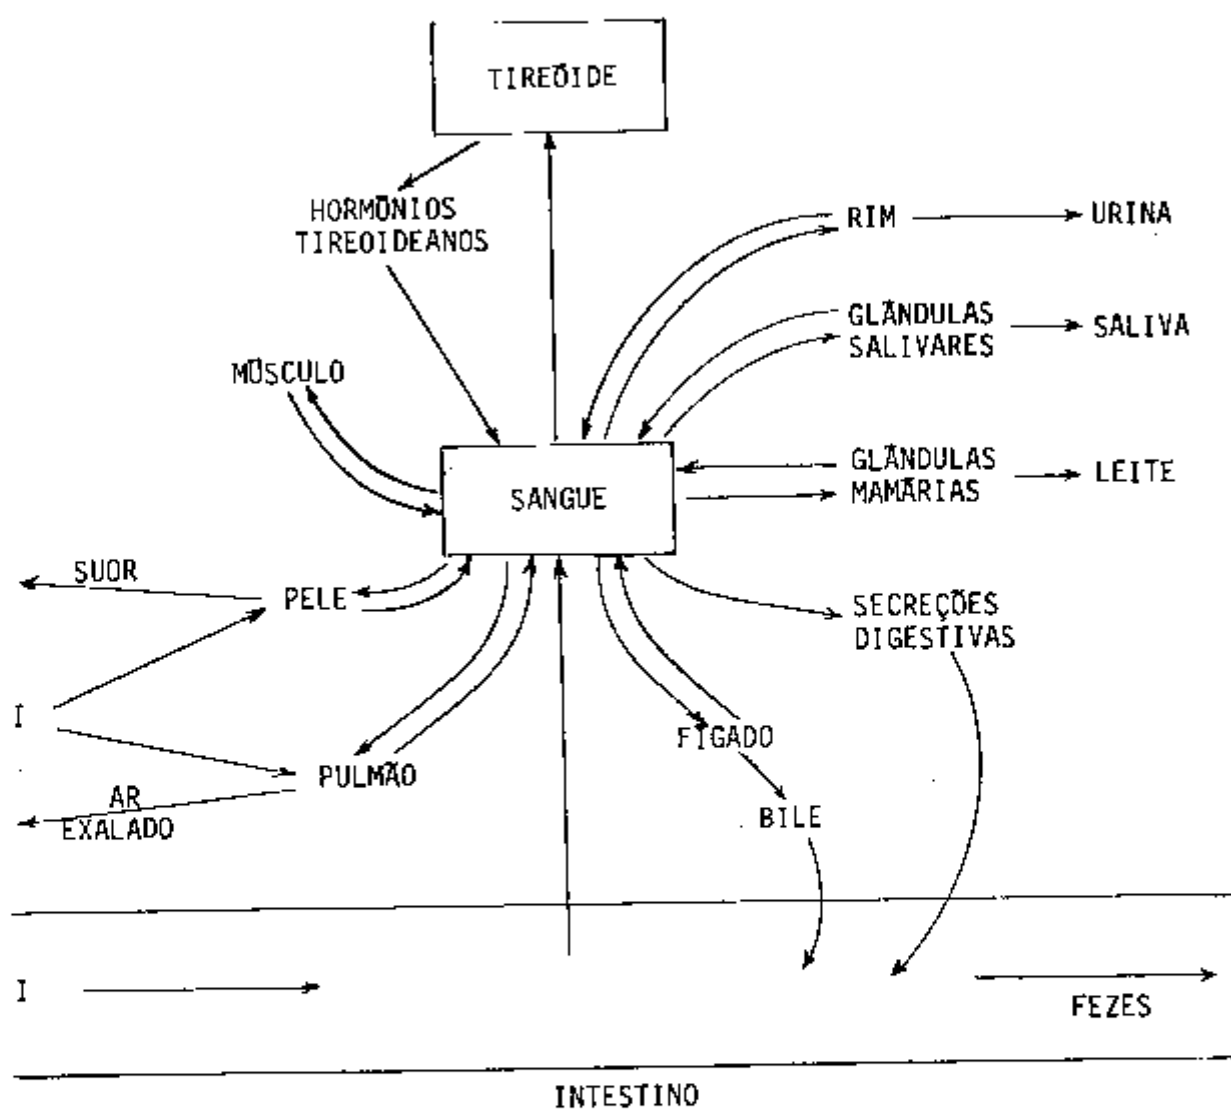 TIREÓIDE
HORMÔNIOS
TIREOIDEANOS
RIM
URINA
GLÂNDULAS
SALIVARES
SALIVA
MÚSCULO
GLÂNDULAS
MAMÁRIAS
LEITE
SANGUE
SUOR
PELE
SECREÇÕES
DIGESTIVAS
I
FÍGADO
PULMÃO
AR
EXALADO
BILE
I
FEZES
INTESTINO